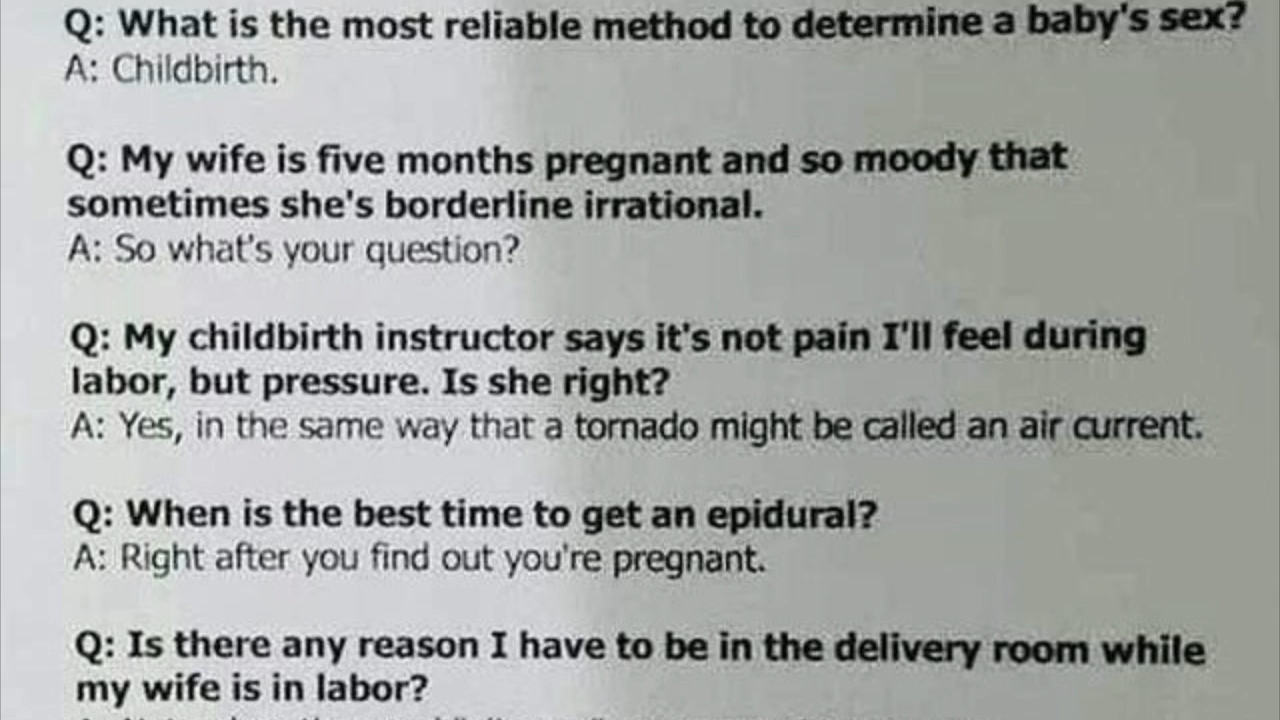 Q: What is the most reliable method to determine a baby's sex?
A: Childbirth.
Q: My wife is five months pregnant and so moody that
sometimes she's borderline irrational.
A: So what's your question?
Q: My childbirth instructor says it's not pain I'll feel during
labor, but pressure. Is she right?
A: Yes, in the same way that a tornado might be called an air current.
Q: When is the best time to get an epidural?
A: Right after you find out you're pregnant.
Q: Is there any reason I have to be in the delivery room while
my wife is in labor?